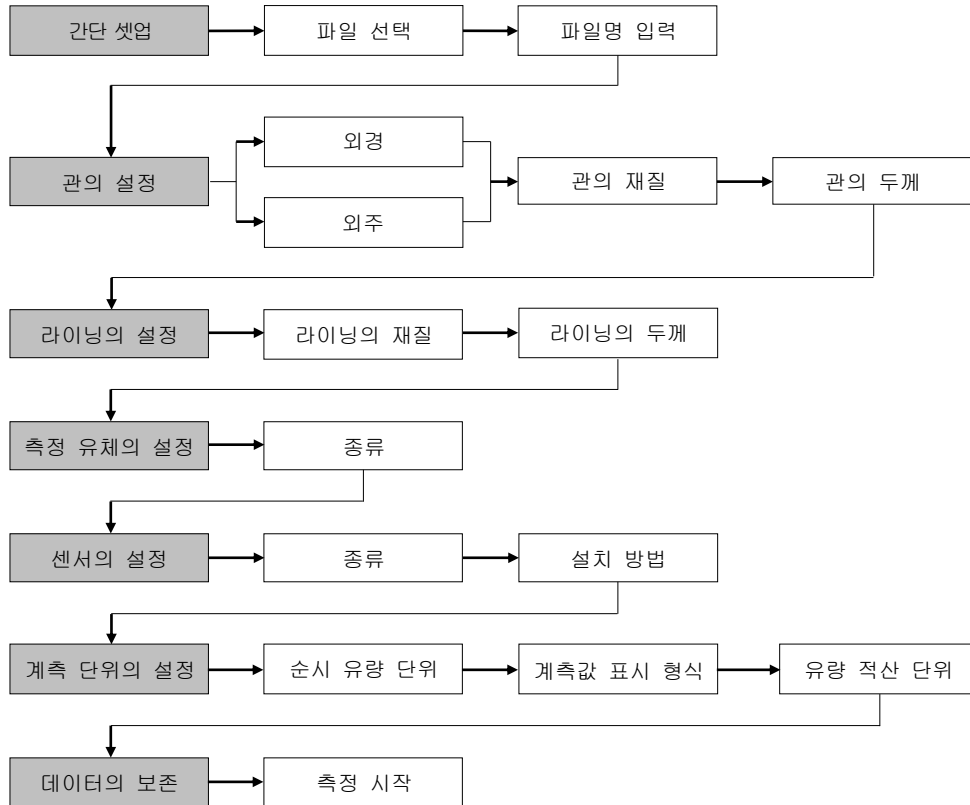 간단 셋업
파일 선택
파일명 입력
외경
관의 설정
관의 재질
관의 두께
외주
라이닝의 설정
라이닝의 재질
라이닝의 두께
측정 유체의 설정
종류
센서의 설정
종류
설치 방법
계측 단위의 설정
순시 유량 단위
계측값 표시 형식
유량 적산 단위
데이터의 보존
측정 시작